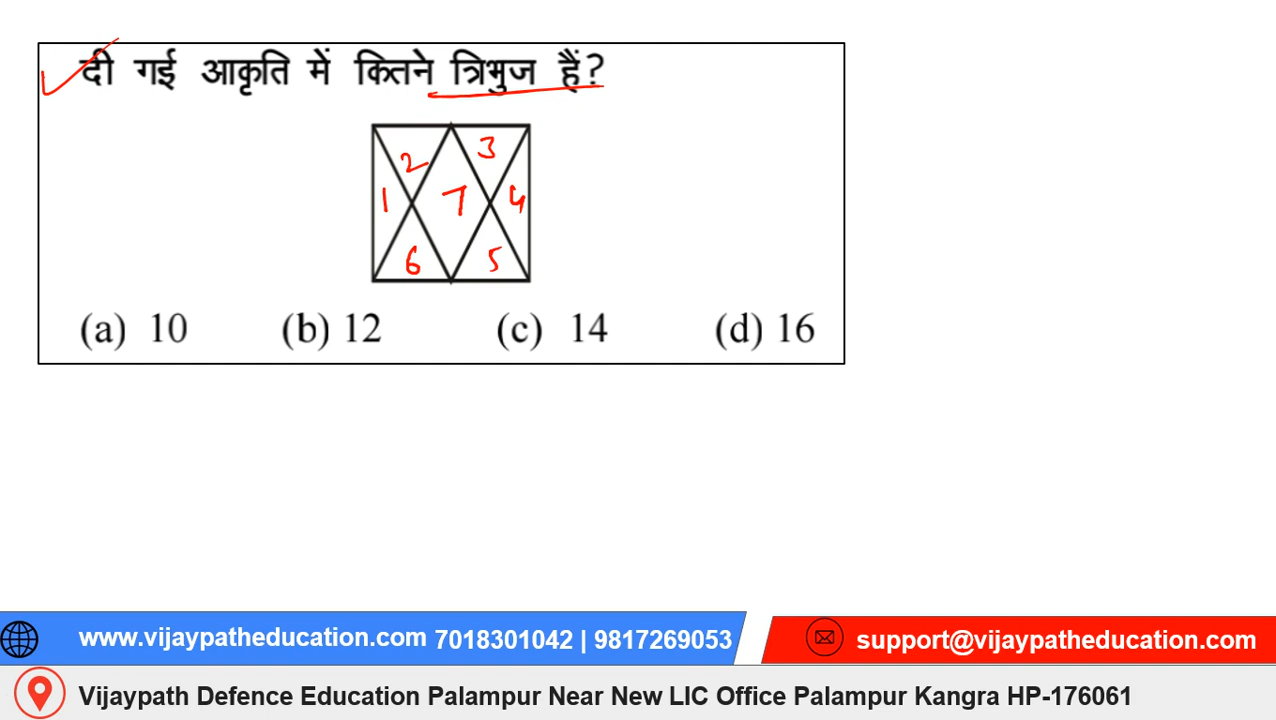 दी गई आकृति में कितने त्रिभुज हैं?
2 3
1 7 4
6 5
(a) 10 (b) 12 (c) 14 (d) 16
www.vijaypatheducation.com 7018301042 | 9817269053 support@vijaypatheducation.com
Vijaypath Defence Education Palampur Near New LIC Office Palampur Kangra HP-176061